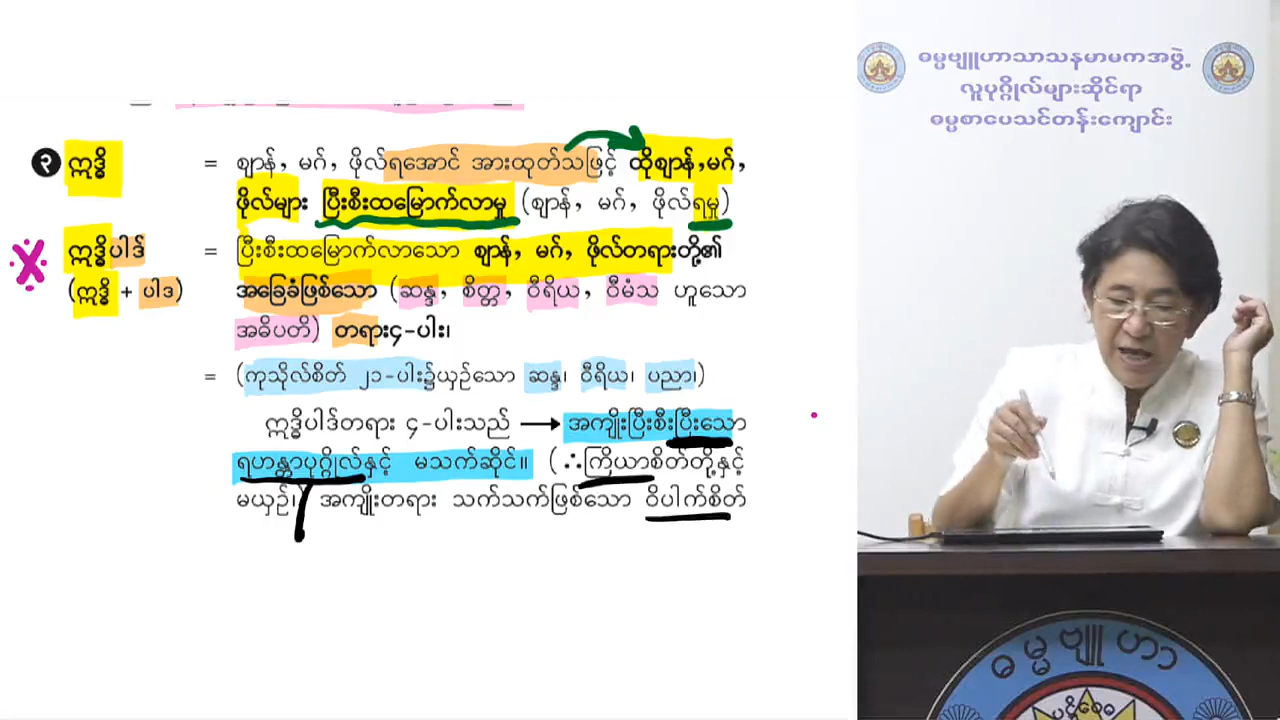 ၃ ဣဒ္ဓိ = ဈာန်, မဂ်, ဖိုလ်ရအောင် အားထုတ်သဖြင့် ထိုဈာန်,မဂ်,
ဖိုလ်များ ပြီးစီးထမြောက်လာမှု (ဈာန်, မဂ်, ဖိုလ်ရမှု)
ဣဒ္ဓိပါဒ် = ပြီးစီးထမြောက်လာသော ဈာန်, မဂ်, ဖိုလ်တရားတို့၏
(ဣဒ္ဓိ + ပါဒ) အခြေခံဖြစ်သော (ဆန္ဒ, စိတ္တ, ဝီရိယ, ဝီမံသ ဟူသော
အဓိပတိ) တရား၄-ပါး၊
= (ကုသိုလ်စိတ် ၂၁-ပါး၌ယှဉ်သော ဆန္ဒ၊ ဝီရိယ၊ ပညာ၊)
ဣဒ္ဓိပါဒ်တရား ၄-ပါးသည် → အကျိုးပြီးစီးပြီးသော
ရဟန္တာပုဂ္ဂိုလ်နှင့် မသက်ဆိုင်။ (∴ကြိယာစိတ်တို့နှင့်
မယှဉ်၊) အကျိုးတရား သက်သက်ဖြစ်သော ဝိပါက်စိတ်
ဓမ္မဗျူဟာသာသနမာမကအဖွဲ့
လူပုဂ္ဂိုလ်များဆိုင်ရာ
ဓမ္မစာပေသင်တန်းကျောင်း
ဓမ္မဗျူဟာ
ပဋိဝေဓ